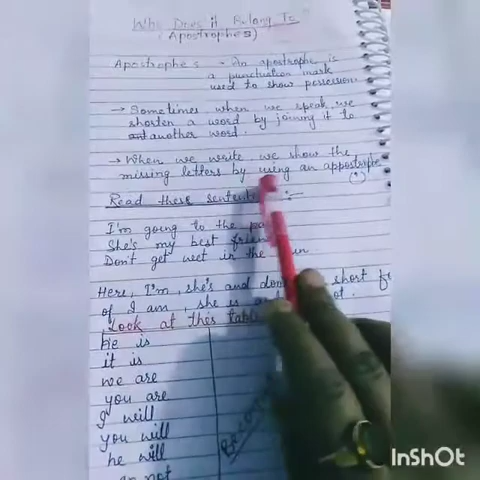 Who Does it Belong To
(Apostrophes)
Apostrophes - An apostrophe is
a punctuation mark
used to show possession.
→ Sometimes when we speak we
shorten a word by joining it to
another word.
→ When we write we show the
missing letters by using an appostrophe
(')
Read these :-
I'm going to the
She's my best
Don't get wet in the
Here, I'm, she's and short
of I am, she is
Look at this table
he is
it is
we are
you are
I will
you will
he will
not
InShOt